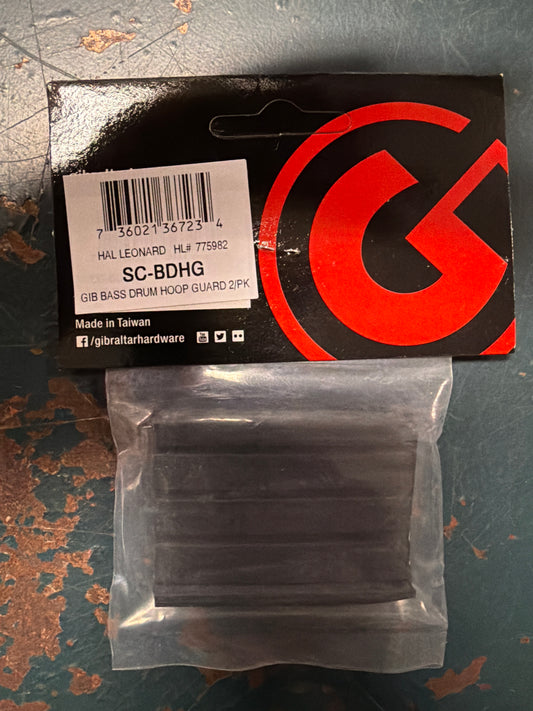 7 36021 36723 4
HAL LEONARD HL# 775982
SC-BDHG
GIB BASS DRUM HOOP GUARD 2/PK
Made in Taiwan
/gibraltarhardware